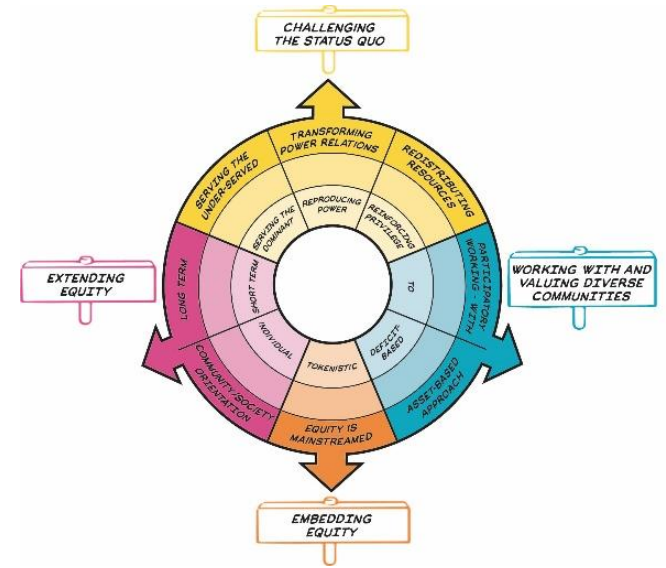 CHALLENGING
THE STATUS QUO
TRANSFORMING
POWER RELATIONS
SERVING THE
UNDER-SERVED
REDISTRIBUTING
RESOURCES
REPRODUCING
POWER
SERVING THE
DOMINANT
REINFORCING
PRIVILEGE
EXTENDING
EQUITY
LONG TERM
SHORT TERM
TO
PARTICIPATORY
WORKING - WITH
WORKING WITH AND
VALUING DIVERSE
COMMUNITIES
INDIVIDUAL
TOKENISTIC
DEFICIT-
BASED
COMMUNITY/SOCIETY
ORIENTATION
EQUITY IS
MAINSTREAMED
ASSET-BASED
APPROACH
EMBEDDING
EQUITY